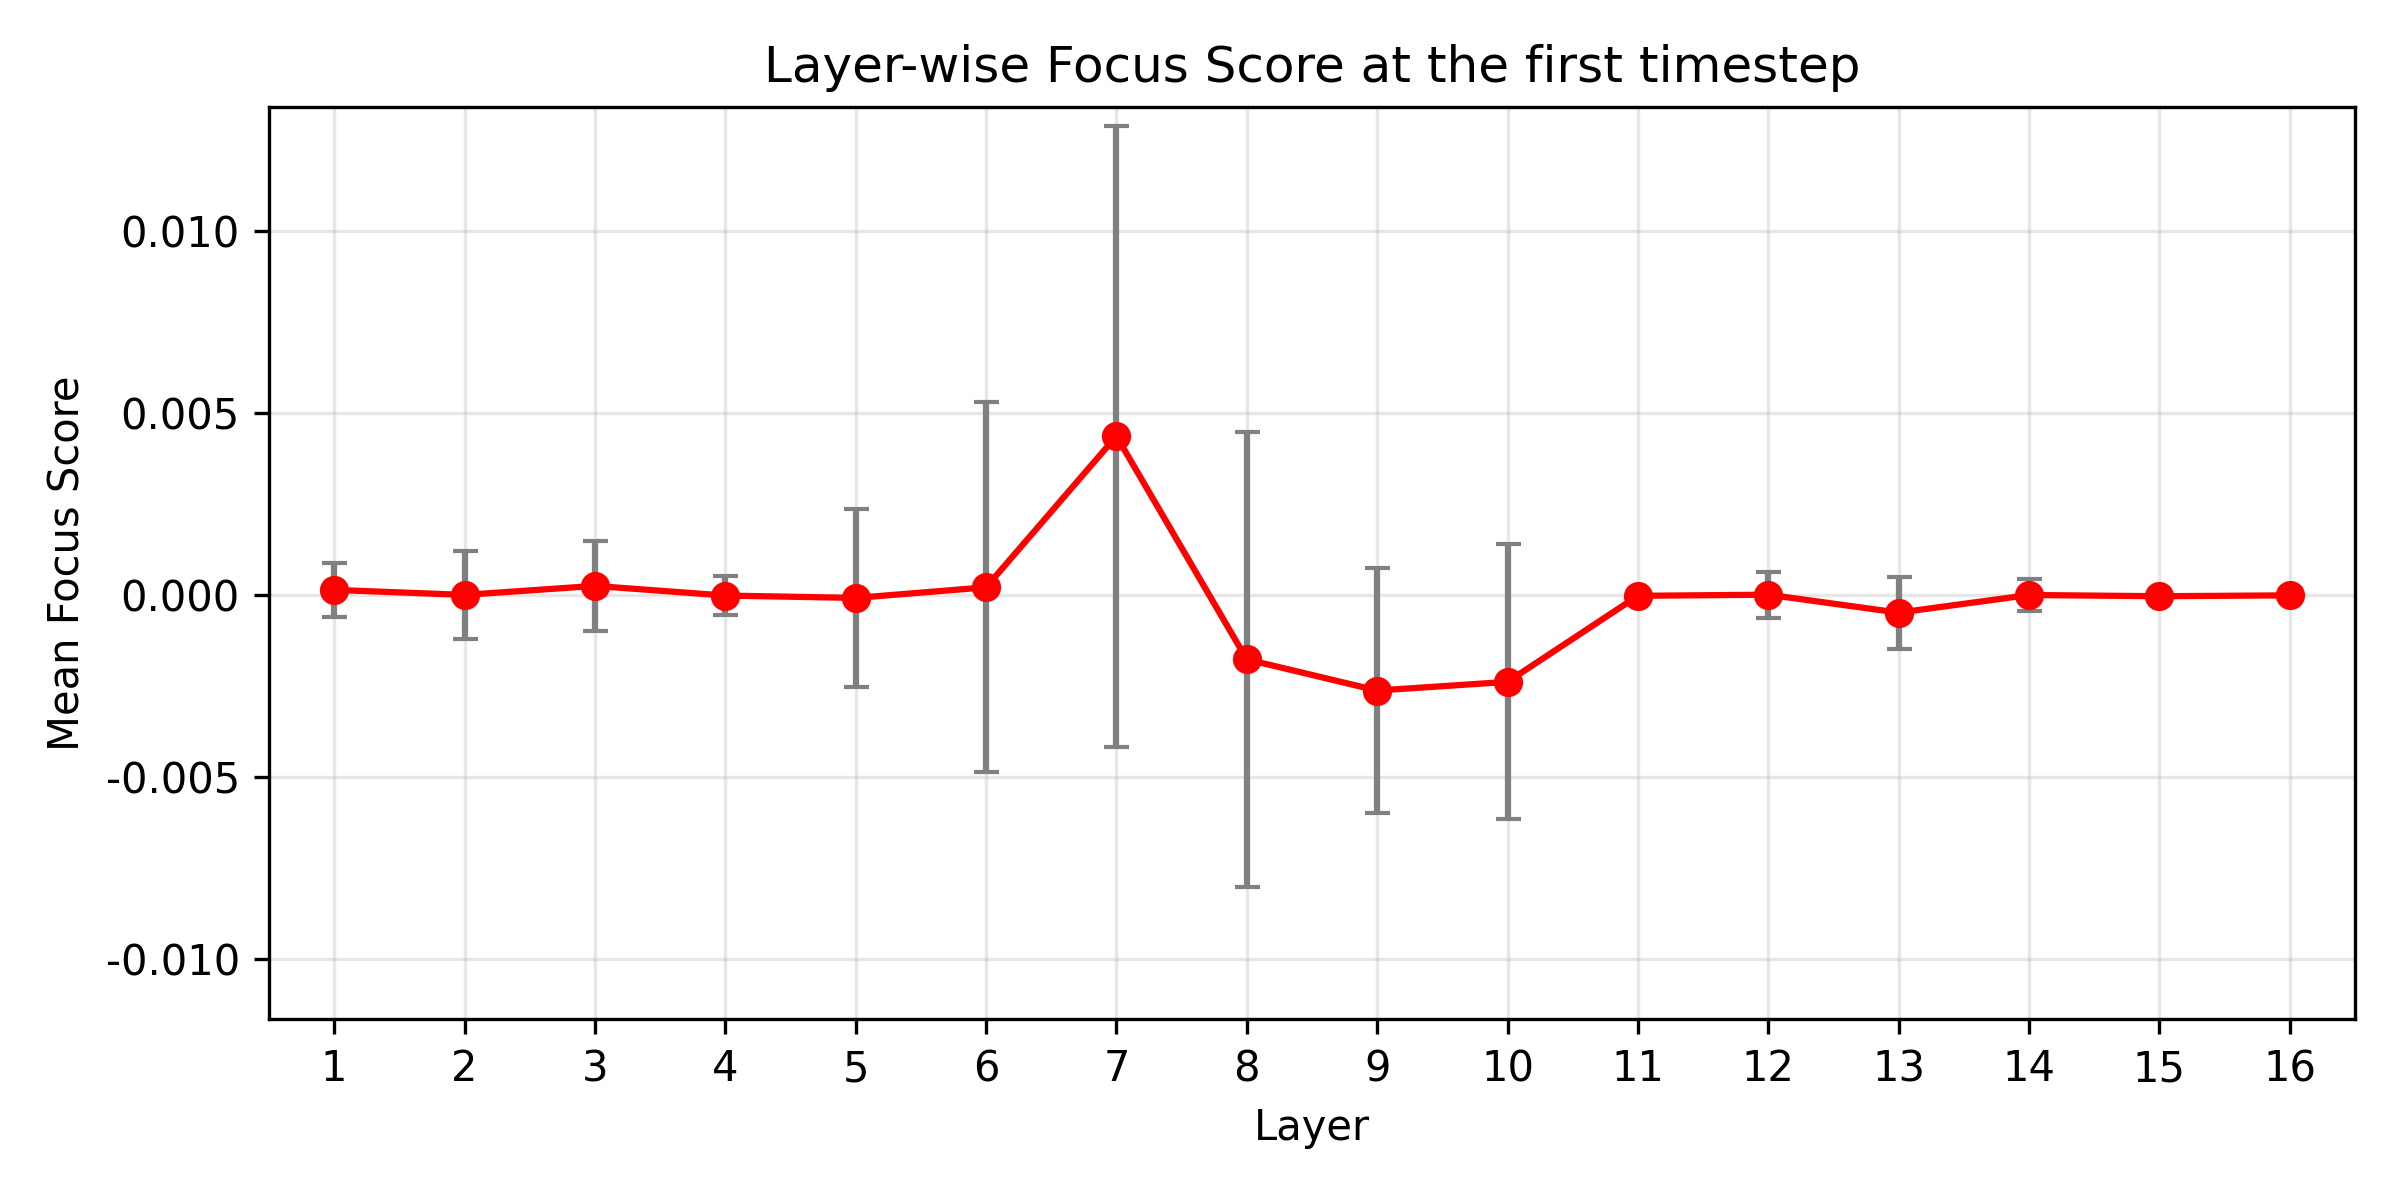 Layer-wise Focus Score at the first timestep
Mean Focus Score
0.010
0.005
0.000
-0.005
-0.010
1 2 3 4 5 6 7 8 9 10 11 12 13 14 15 16
Layer